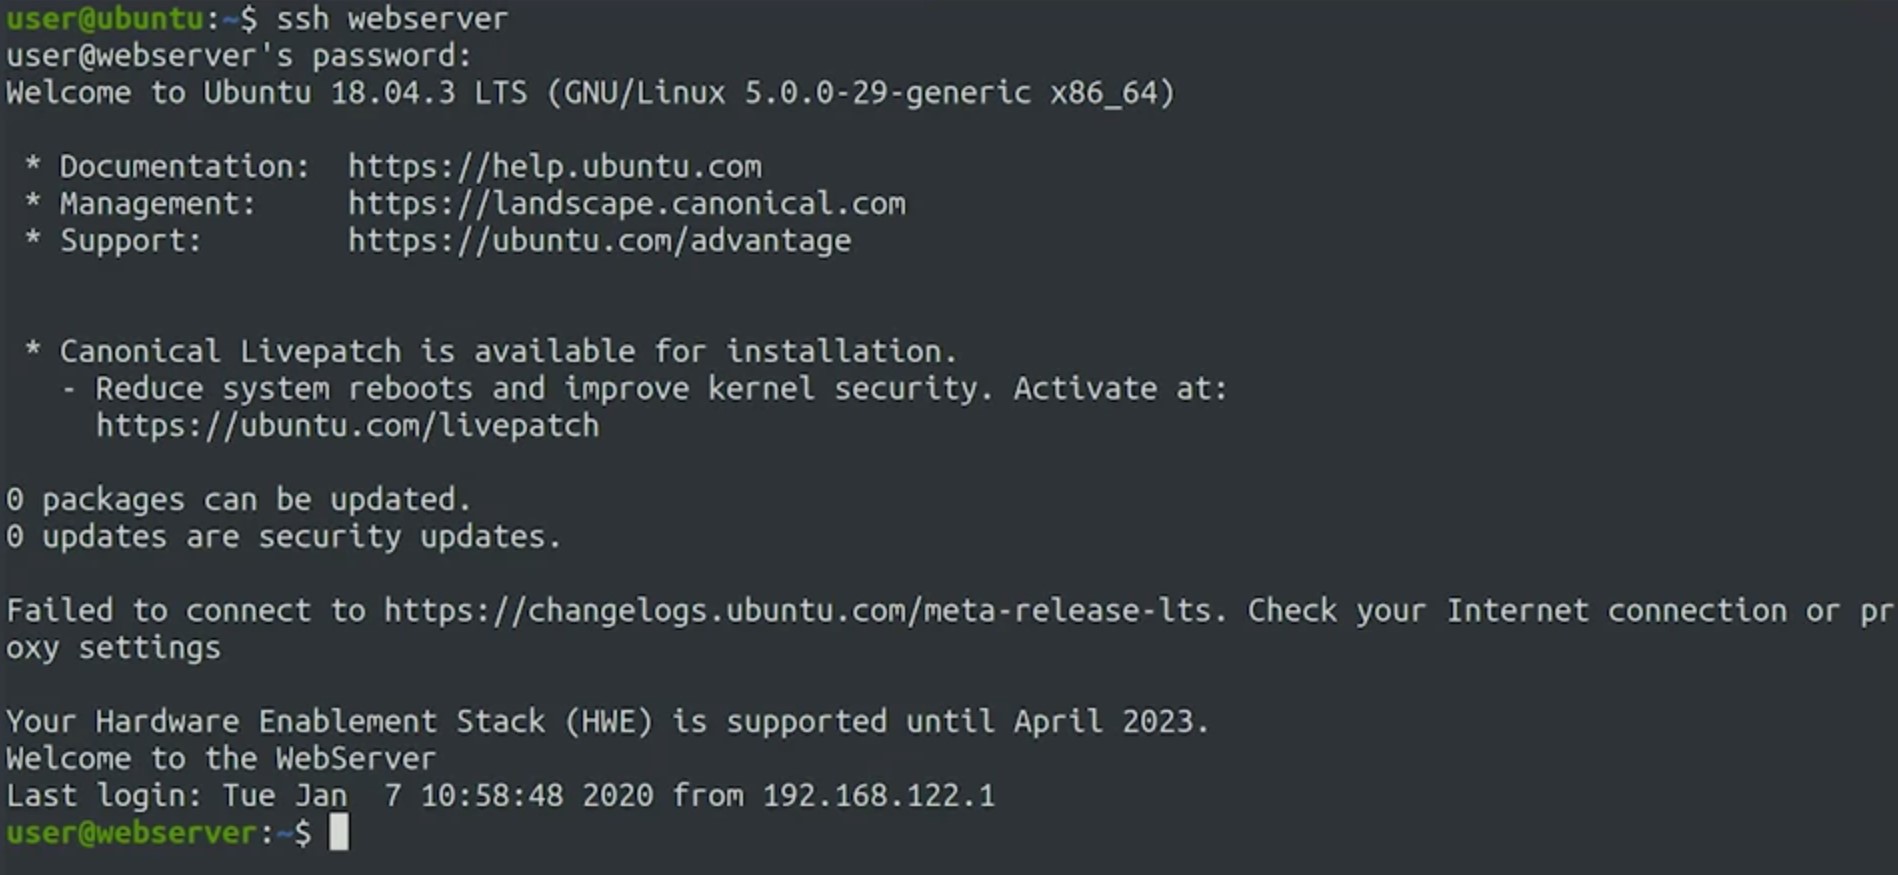 user@ubuntu:~$ ssh webserver
user@webserver's password:
Welcome to Ubuntu 18.04.3 LTS (GNU/Linux 5.0.0-29-generic x86_64)
 * Documentation:  https://help.ubuntu.com
 * Management:     https://landscape.canonical.com
 * Support:        https://ubuntu.com/advantage
 * Canonical Livepatch is available for installation.
   - Reduce system reboots and improve kernel security. Activate at:
     https://ubuntu.com/livepatch
0 packages can be updated.
0 updates are security updates.
Failed to connect to https://changelogs.ubuntu.com/meta-release-lts. Check your Internet connection or pr
oxy settings
Your Hardware Enablement Stack (HWE) is supported until April 2023.
Welcome to the WebServer
Last login: Tue Jan  7 10:58:48 2020 from 192.168.122.1
user@webserver:~$